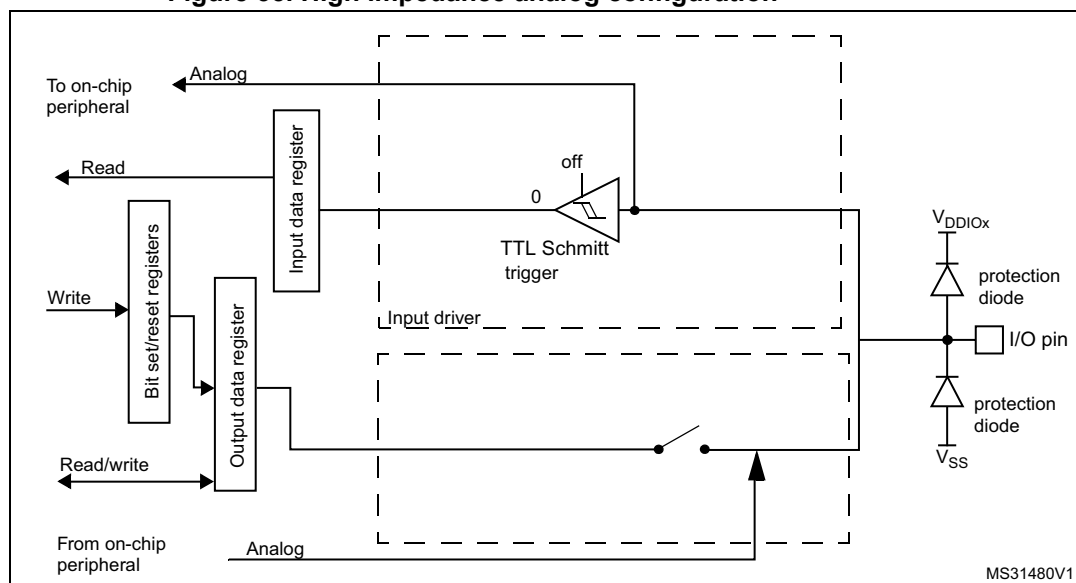 Figure High impedance analog configuration
To on-chip
peripheral
Analog
Read
Input data register
off
0
TTL Schmitt
trigger
Input driver
Write
Bit set/reset registers
Output data register
Read/write
From on-chip
peripheral
Analog
VDDIOx
protection
diode
I/O pin
protection
diode
VSS
MS31480V1